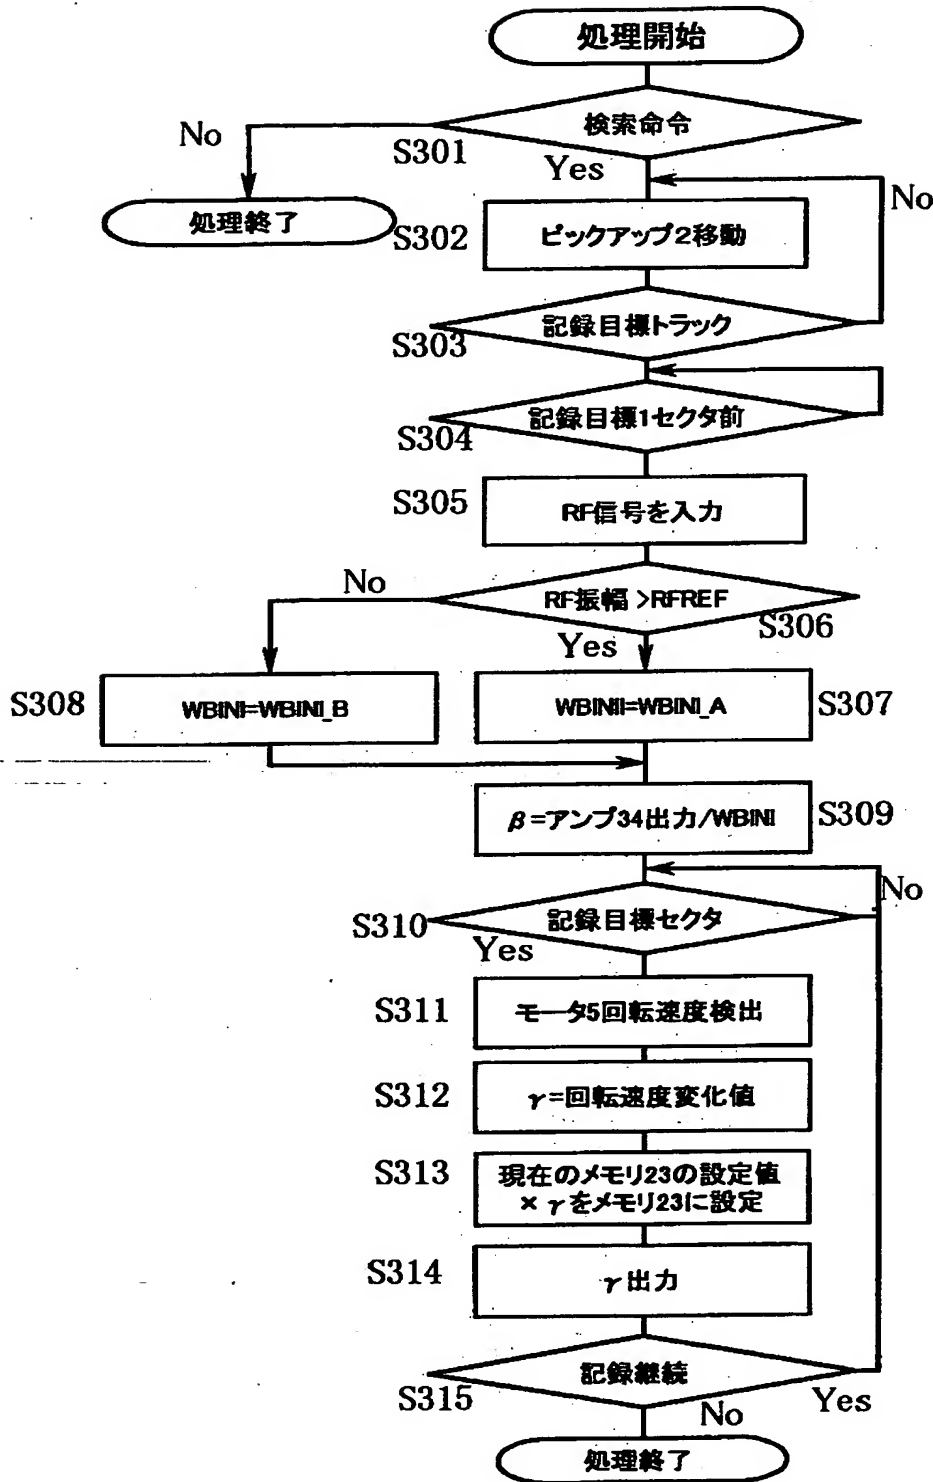 処理開始
検索命令
No
S301
Yes
処理終了
No
S302
ピックアップ2移動
記録目標トラック
S303
記録目標1セクタ前
S304
S305
RF信号を入力
No
RF振幅 >RFREF
S306
Yes
S308
WBINI=WBINI_B
WBINII=WBINI_A
S307
β=アンプ34出力/WBINI
S309
No
記録目標セクタ
S310
Yes
S311
モータ5回転速度検出
S312
γ=回転速度変化値
S313
現在のメモリ23の設定値
×γをメモリ23に設定
S314
γ出力
記録継続
S315
Yes
No
処理終了